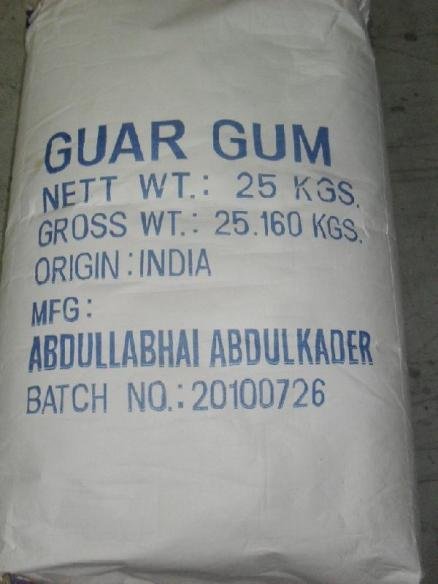 GUAR GUM
NETT WT.: 25 KGS.
GROSS WT.: 25.160 KGS.
ORIGIN : INDIA
MFG :
ABDULLABHAI ABDULKADER
BATCH NO.: 20100726